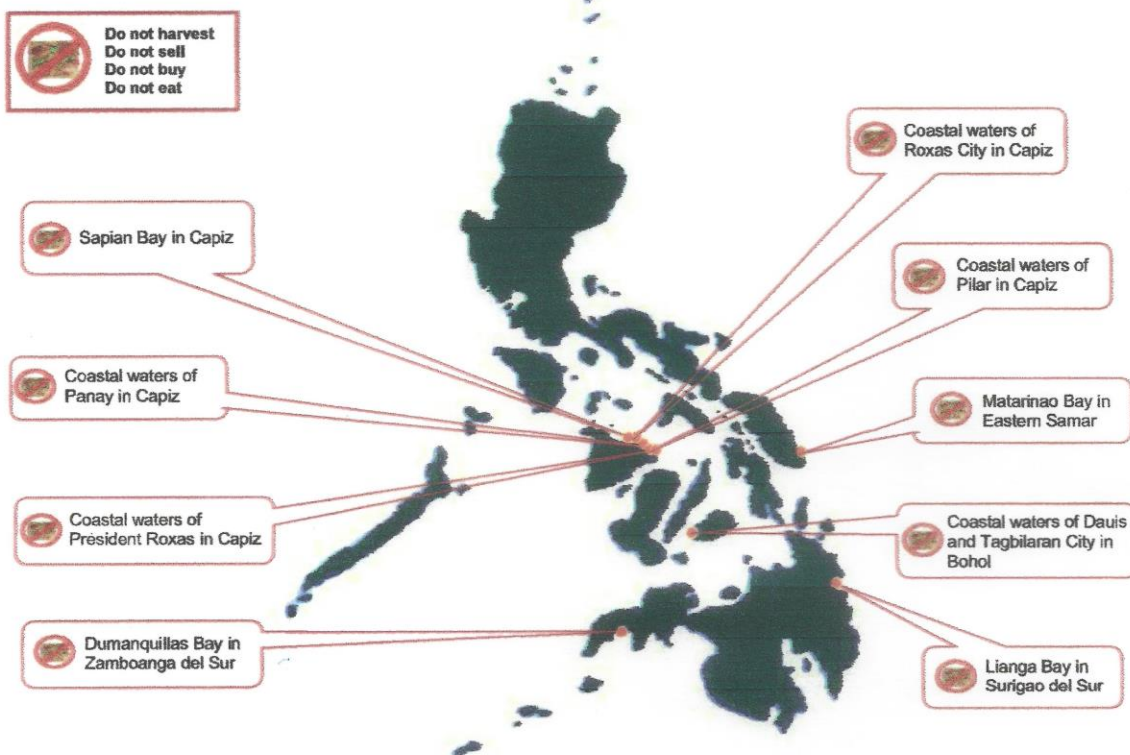 Do not harvest
Do not sell
Do not buy
Do not eat
Coastal waters of
Roxas City in Capiz
Sapian Bay in Capiz
Coastal waters of
Pilar in Capiz
Coastal waters of
Panay in Capiz
Matarinao Bay in
Eastern Samar
Coastal waters of
Président Roxas in Capiz
Coastal waters of Dauis
and Tagbilaran City in
Bohol
Dumanquillas Bay in
Zamboanga del Sur
Lianga Bay in
Surigao del Sur